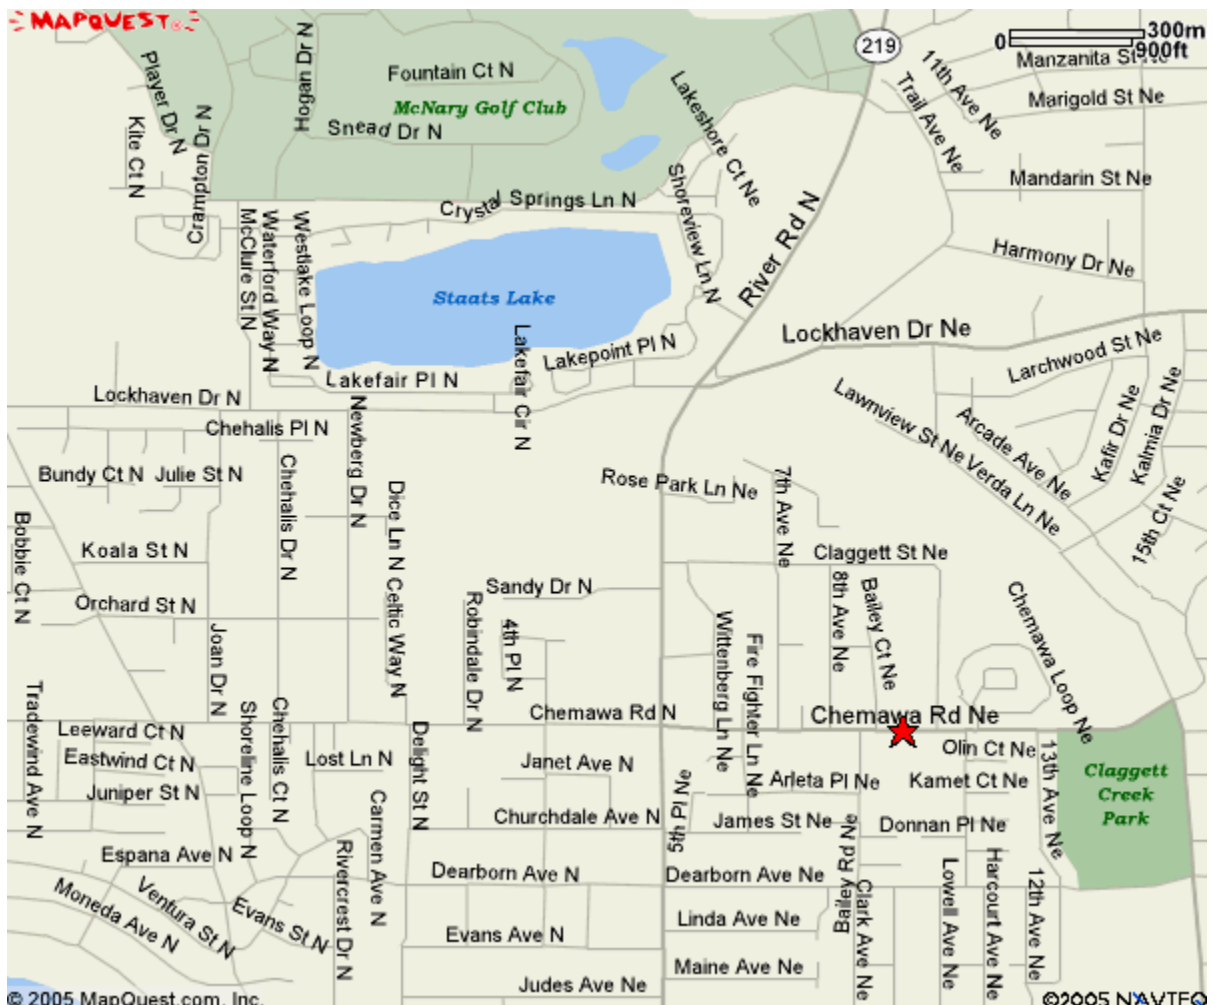 MAPQUEST®
219
0
300m
900ft
Manzanita St Ne
Marigold St Ne
11th Ave Ne
Trail Ave Ne
Mandarin St Ne
Harmony Dr Ne
Player Dr N
Kite Ct N
Crampton Dr N
Hogan Dr N
Fountain Ct N
McNary Golf Club
Snead Dr N
Lakeshore Ct Ne
Shoreview Ln N
River Rd N
Crystal Springs Ln N
McClure St N
Waterford Way N
Westlake Loop N
Staats Lake
Lakefair Cir N
Lakepoint Pl N
Lakefair Pl N
Lockhaven Dr Ne
Lockhaven Dr N
Larchwood St Ne
Kafir Dr Ne
Kalmia Dr Ne
Arcade Ave Ne
Lawnview St Ne
Verda Ln Ne
15th Ct Ne
Chehalis Pl N
Newberg Dr N
Bundy Ct N
Julie St N
Chehalis Dr N
Dice Ln N
Rose Park Ln Ne
7th Ave Ne
Bobbie Ct N
Koala St N
Claggett St Ne
Orchard St N
Sandy Dr N
Celtic Way N
Robindale Dr N
4th Pl N
8th Ave Ne
Bailey Ct Ne
Chemawa Loop Ne
Wittenberg Ln Ne
Fire Fighter Ln Ne
Joan Dr N
Tradewind Ave N
Leeward Ct N
Shoreline Loop N
Chehalis Ct N
Chemawa Rd N
Chemawa Rd Ne
Eastwind Ct N
Lost Ln N
Delight St N
Janet Ave N
Olin Ct Ne
13th Ave Ne
Claggett
Creek
Park
Juniper St N
Carmen Ave N
5th Pl Ne
Arleta Pl Ne
Kamet Ct Ne
Churchdale Ave N
James St Ne
Donnan Pl Ne
Bailey Rd Ne
Espana Ave N
Rivercrest Dr N
Dearborn Ave N
Dearborn Ave Ne
Lowell Ave Ne
Harcourt Ave Ne
12th Ave Ne
Clark Ave Ne
Moneda Ave N
Ventura St N
Evans St N
Evans Ave N
Linda Ave Ne
Maine Ave Ne
Judes Ave Ne
© 2005 MapQuest.com, Inc.
©2005 NAVTEQ